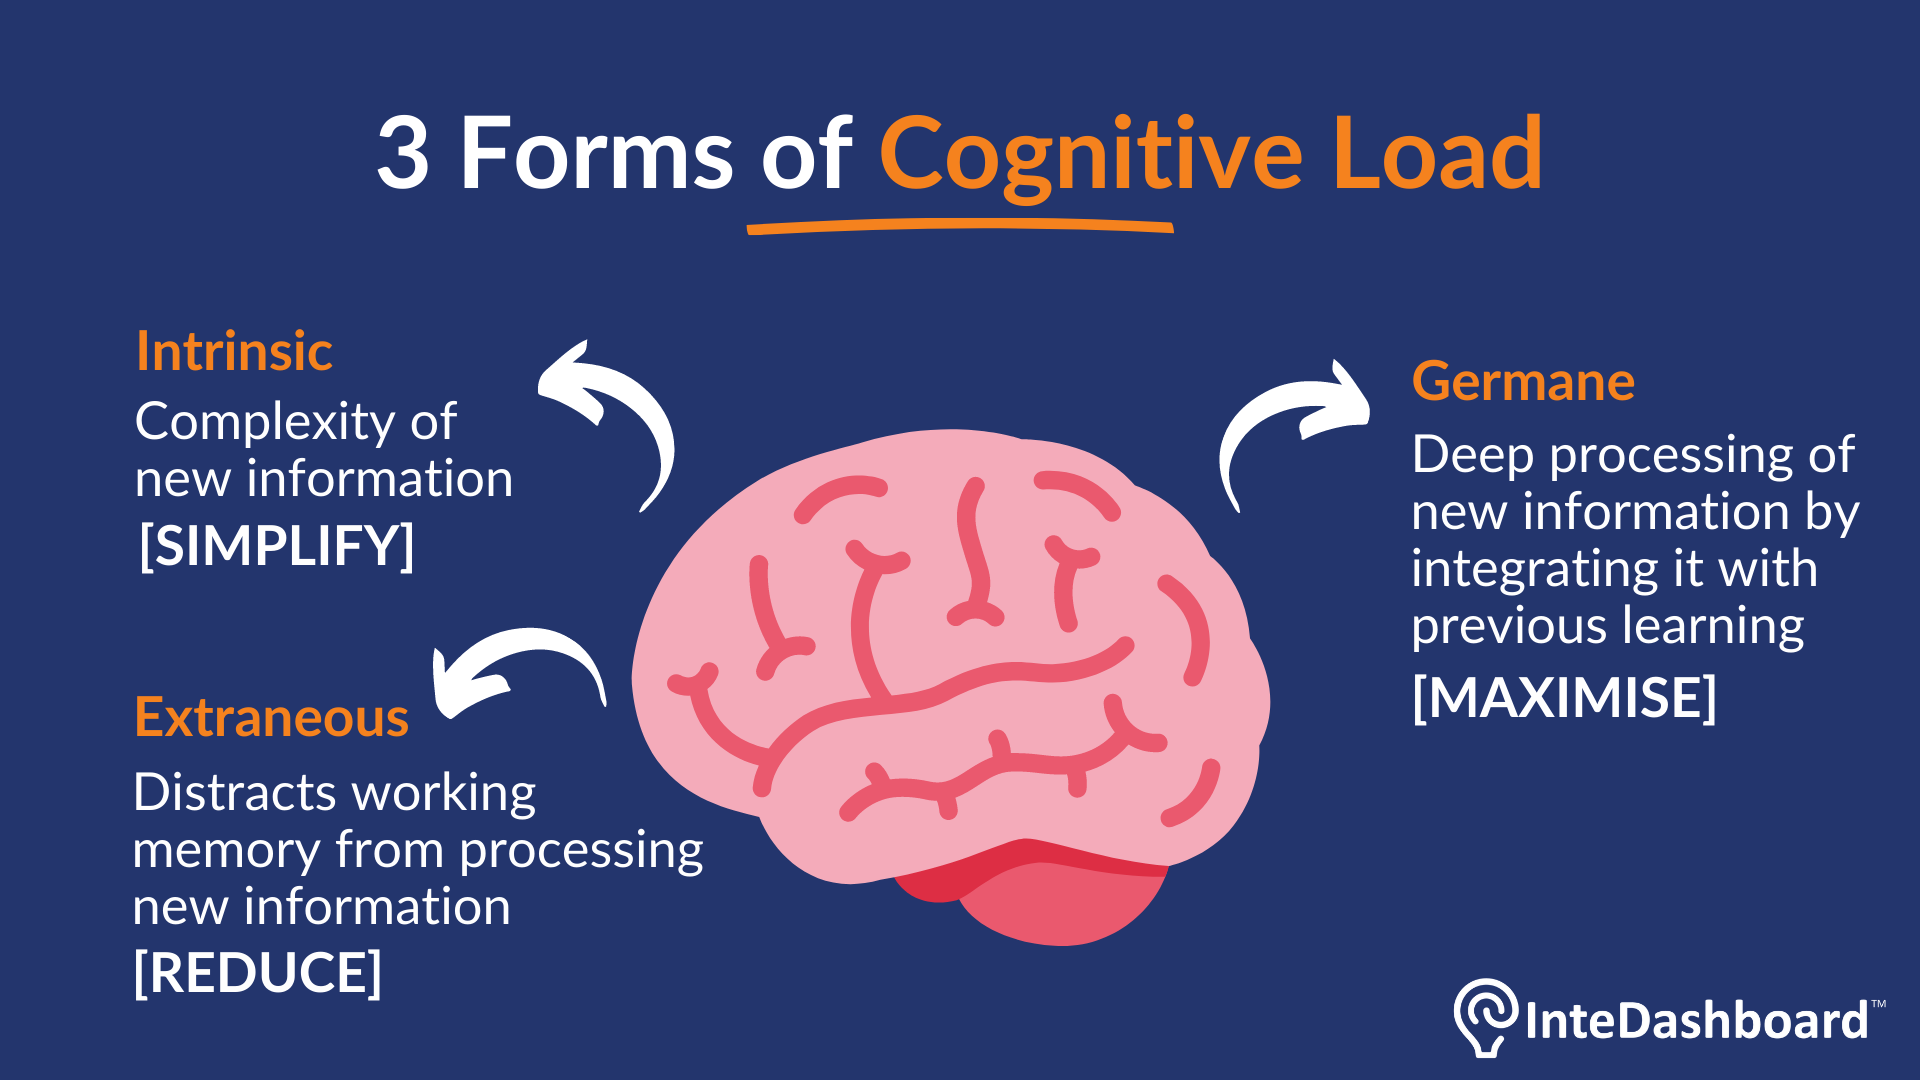 3 Forms of Cognitive Load
Intrinsic
Complexity of
new information
[SIMPLIFY]
Extraneous
Distracts working
memory from processing
new information
[REDUCE]
Germane
Deep processing of
new information by
integrating it with
previous learning
[MAXIMISE]
InteDashboard™